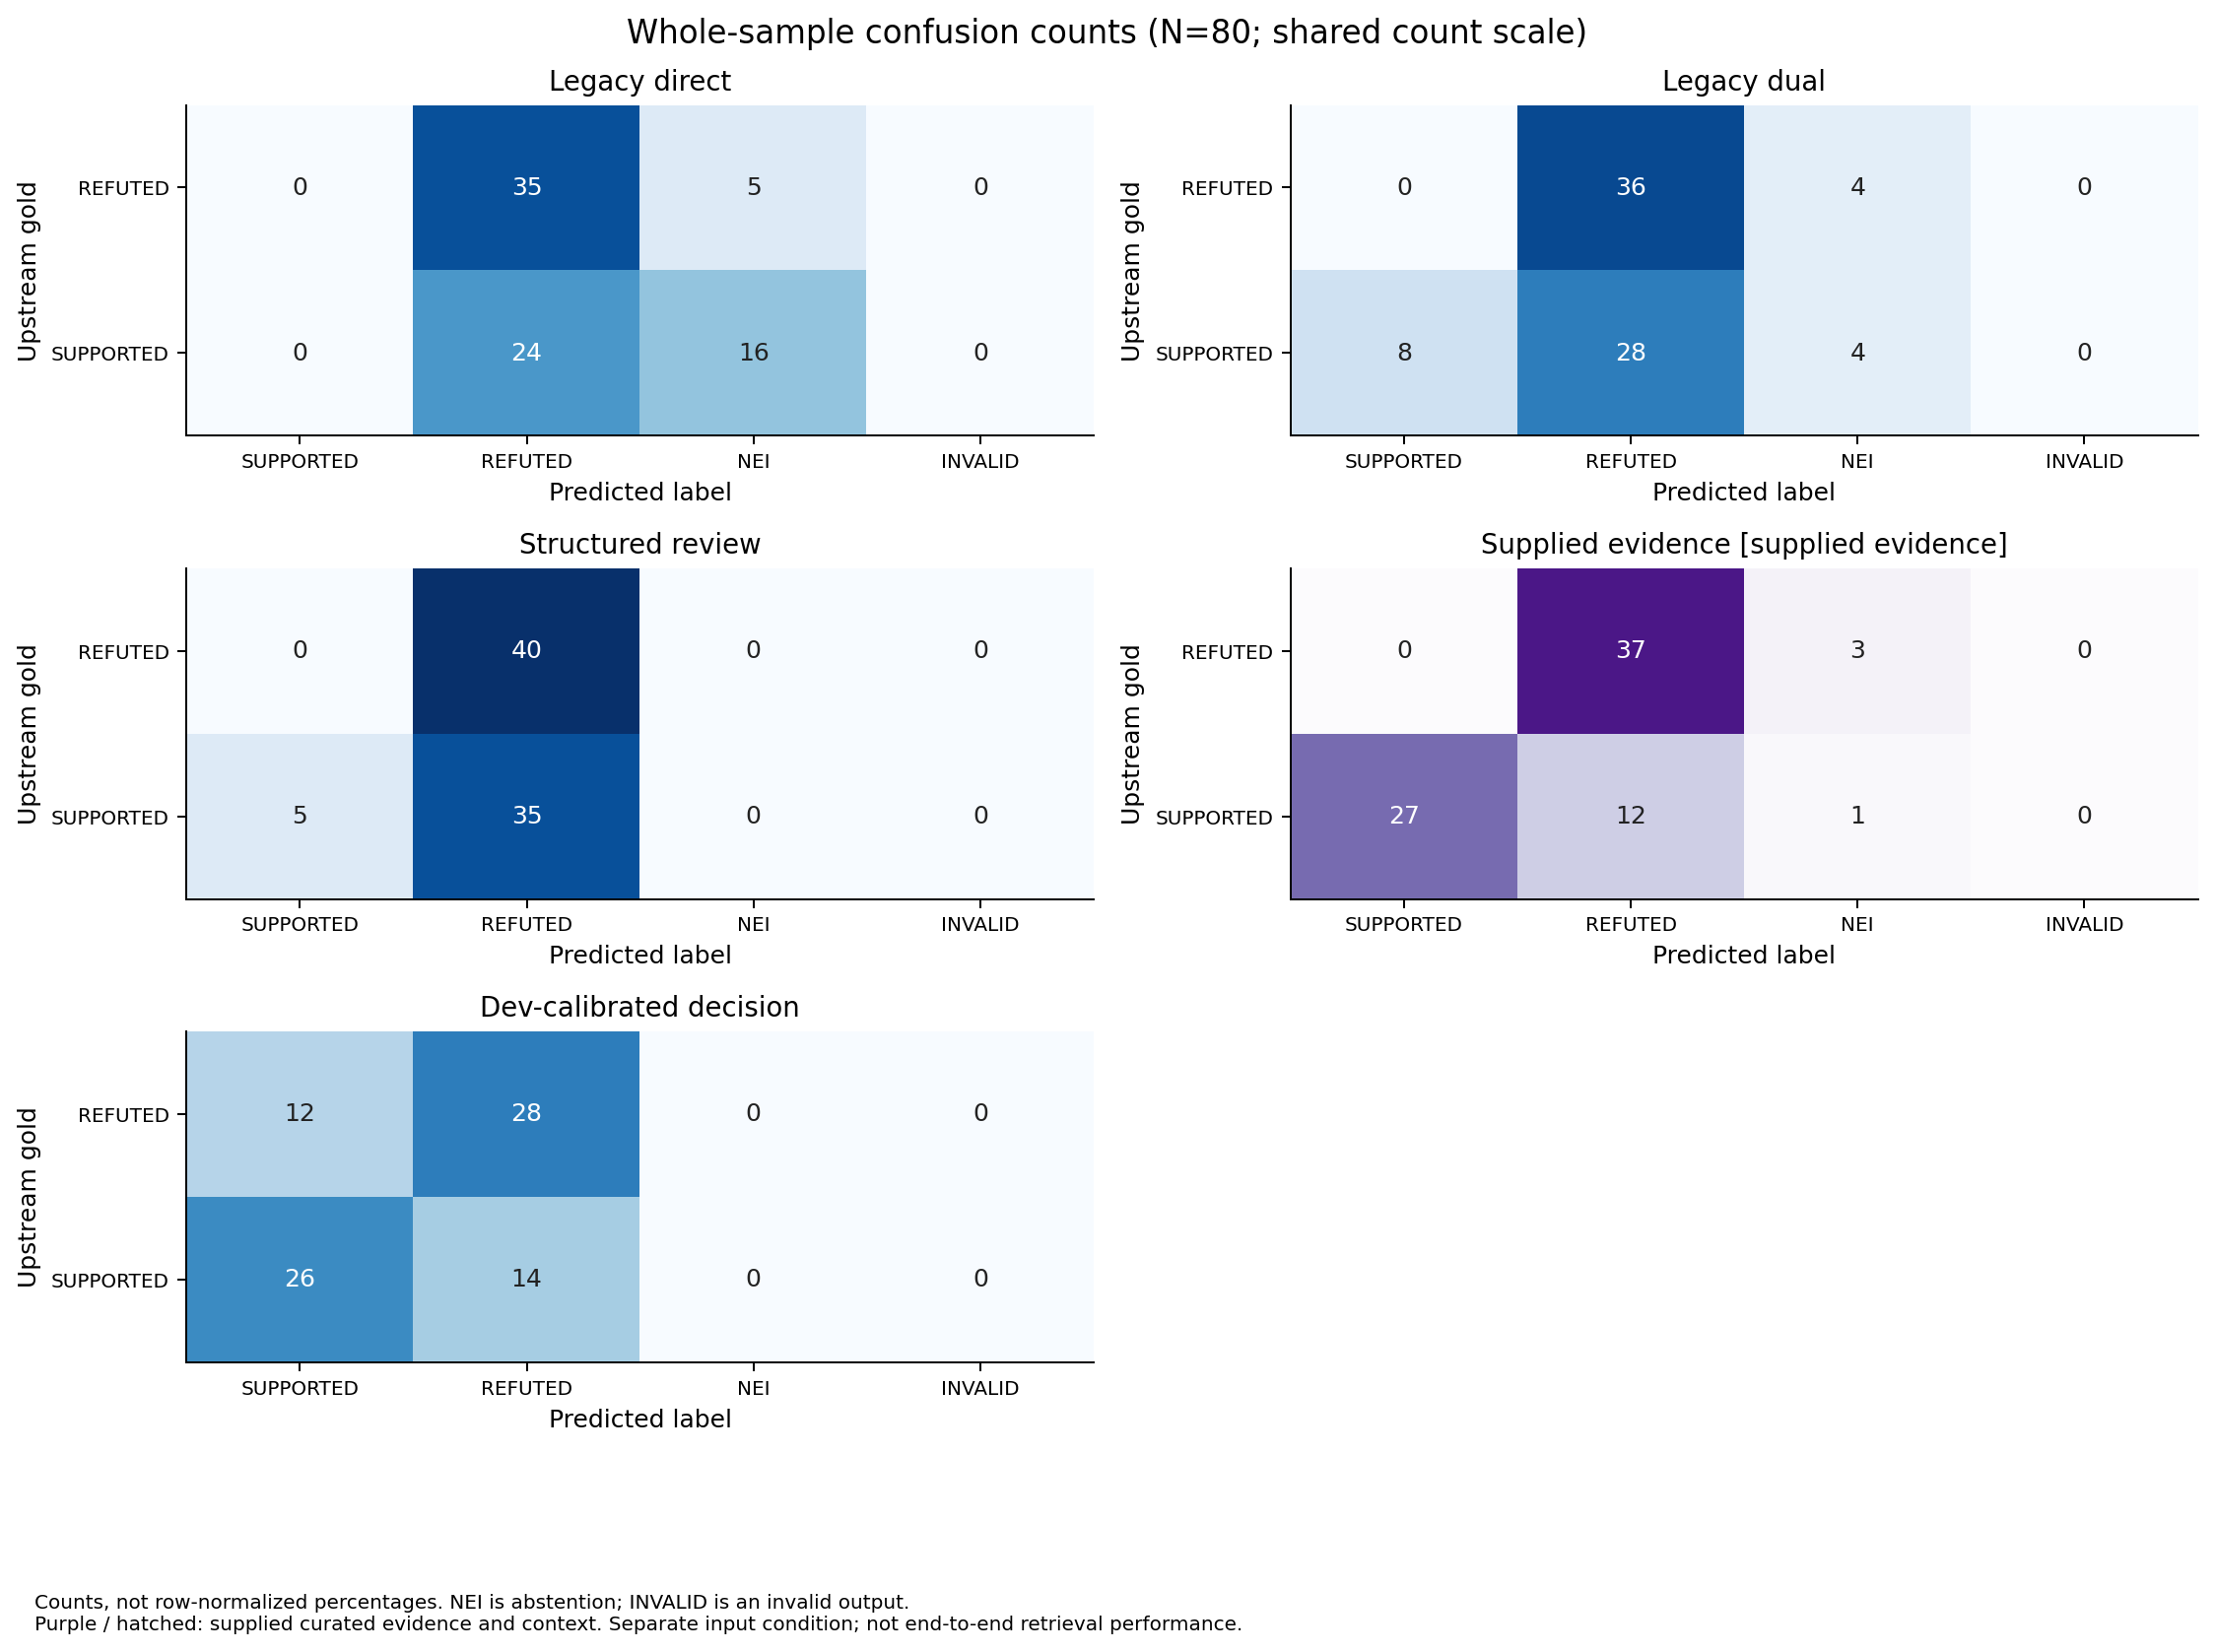 Whole-sample confusion counts (N=80; shared count scale)
Legacy direct
Upstream gold
REFUTED
0 35 5 0
SUPPORTED
0 24 16 0
SUPPORTED REFUTED NEI INVALID
Predicted label
Legacy dual
Upstream gold
REFUTED
0 36 4 0
SUPPORTED
8 28 4 0
SUPPORTED REFUTED NEI INVALID
Predicted label
Structured review
Upstream gold
REFUTED
0 40 0 0
SUPPORTED
5 35 0 0
SUPPORTED REFUTED NEI INVALID
Predicted label
Supplied evidence [supplied evidence]
Upstream gold
REFUTED
0 37 3 0
SUPPORTED
27 12 1 0
SUPPORTED REFUTED NEI INVALID
Predicted label
Dev-calibrated decision
Upstream gold
REFUTED
12 28 0 0
SUPPORTED
26 14 0 0
SUPPORTED REFUTED NEI INVALID
Predicted label
Counts, not row-normalized percentages. NEI is abstention; INVALID is an invalid output.
Purple / hatched: supplied curated evidence and context. Separate input condition; not end-to-end retrieval performance.